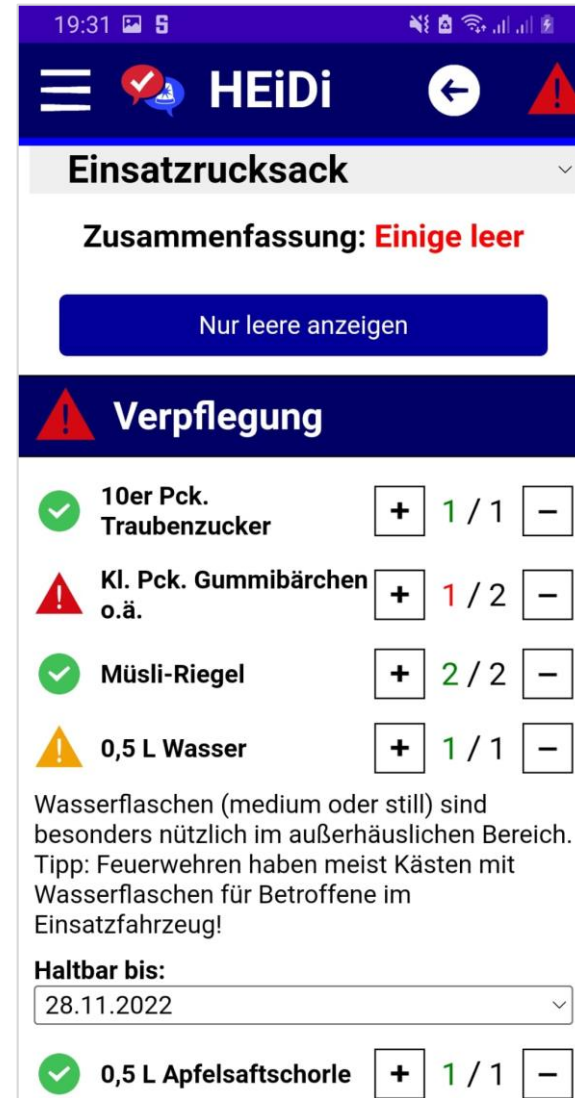 19:31
HEiDi
Einsatzrucksack
Zusammenfassung: Einige leer
Nur leere anzeigen
Verpflegung
10er Pck.
Traubenzucker
+ 1 / 1 −
Kl. Pck. Gummibärchen
o.ä.
+ 1 / 2 −
Müsli-Riegel + 2 / 2 −
0,5 L Wasser + 1 / 1 −
Wasserflaschen (medium oder still) sind
besonders nützlich im außerhäuslichen Bereich.
Tipp: Feuerwehren haben meist Kästen mit
Wasserflaschen für Betroffene im
Einsatzfahrzeug!
Haltbar bis:
28.11.2022
0,5 L Apfelsaftschorle + 1 / 1 −